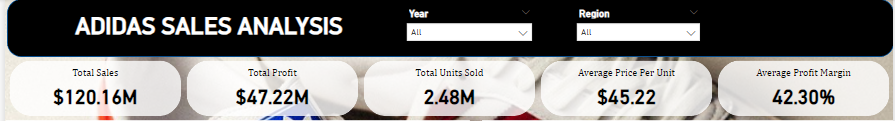 ADIDAS SALES ANALYSIS
Year
All
Region
All
Total Sales
$120.16M
Total Profit
$47.22M
Total Units Sold
2.48M
Average Price Per Unit
$45.22
Average Profit Margin
42.30%